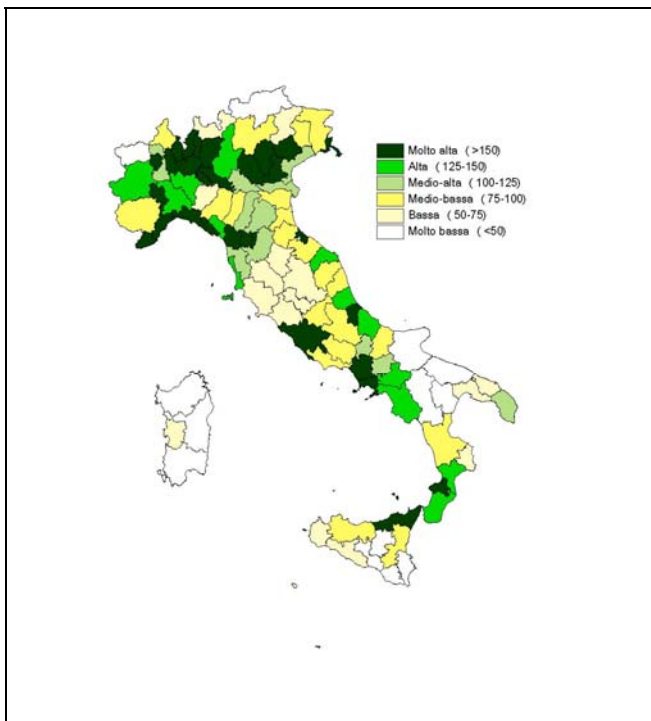 Molto alta (>150)
Alta (125-150)
Medio-alta (100-125)
Medio-bassa (75-100)
Bassa (50-75)
Molto bassa (<50)